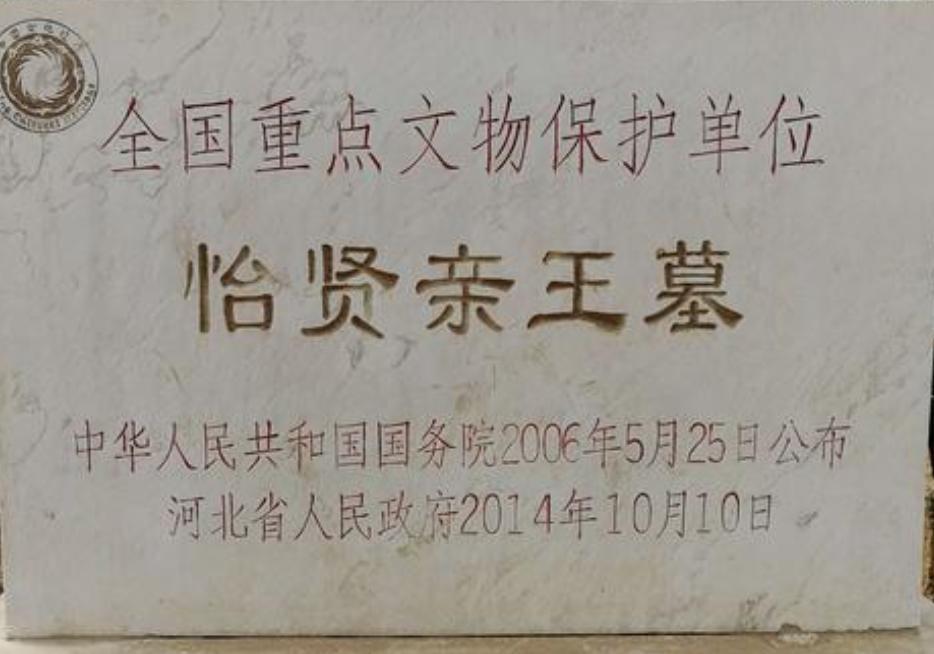 全国重点文物保护单位
怡贤亲王墓
中华人民共和国国务院2006年5月25日公布
河北省人民政府2014年10月10日